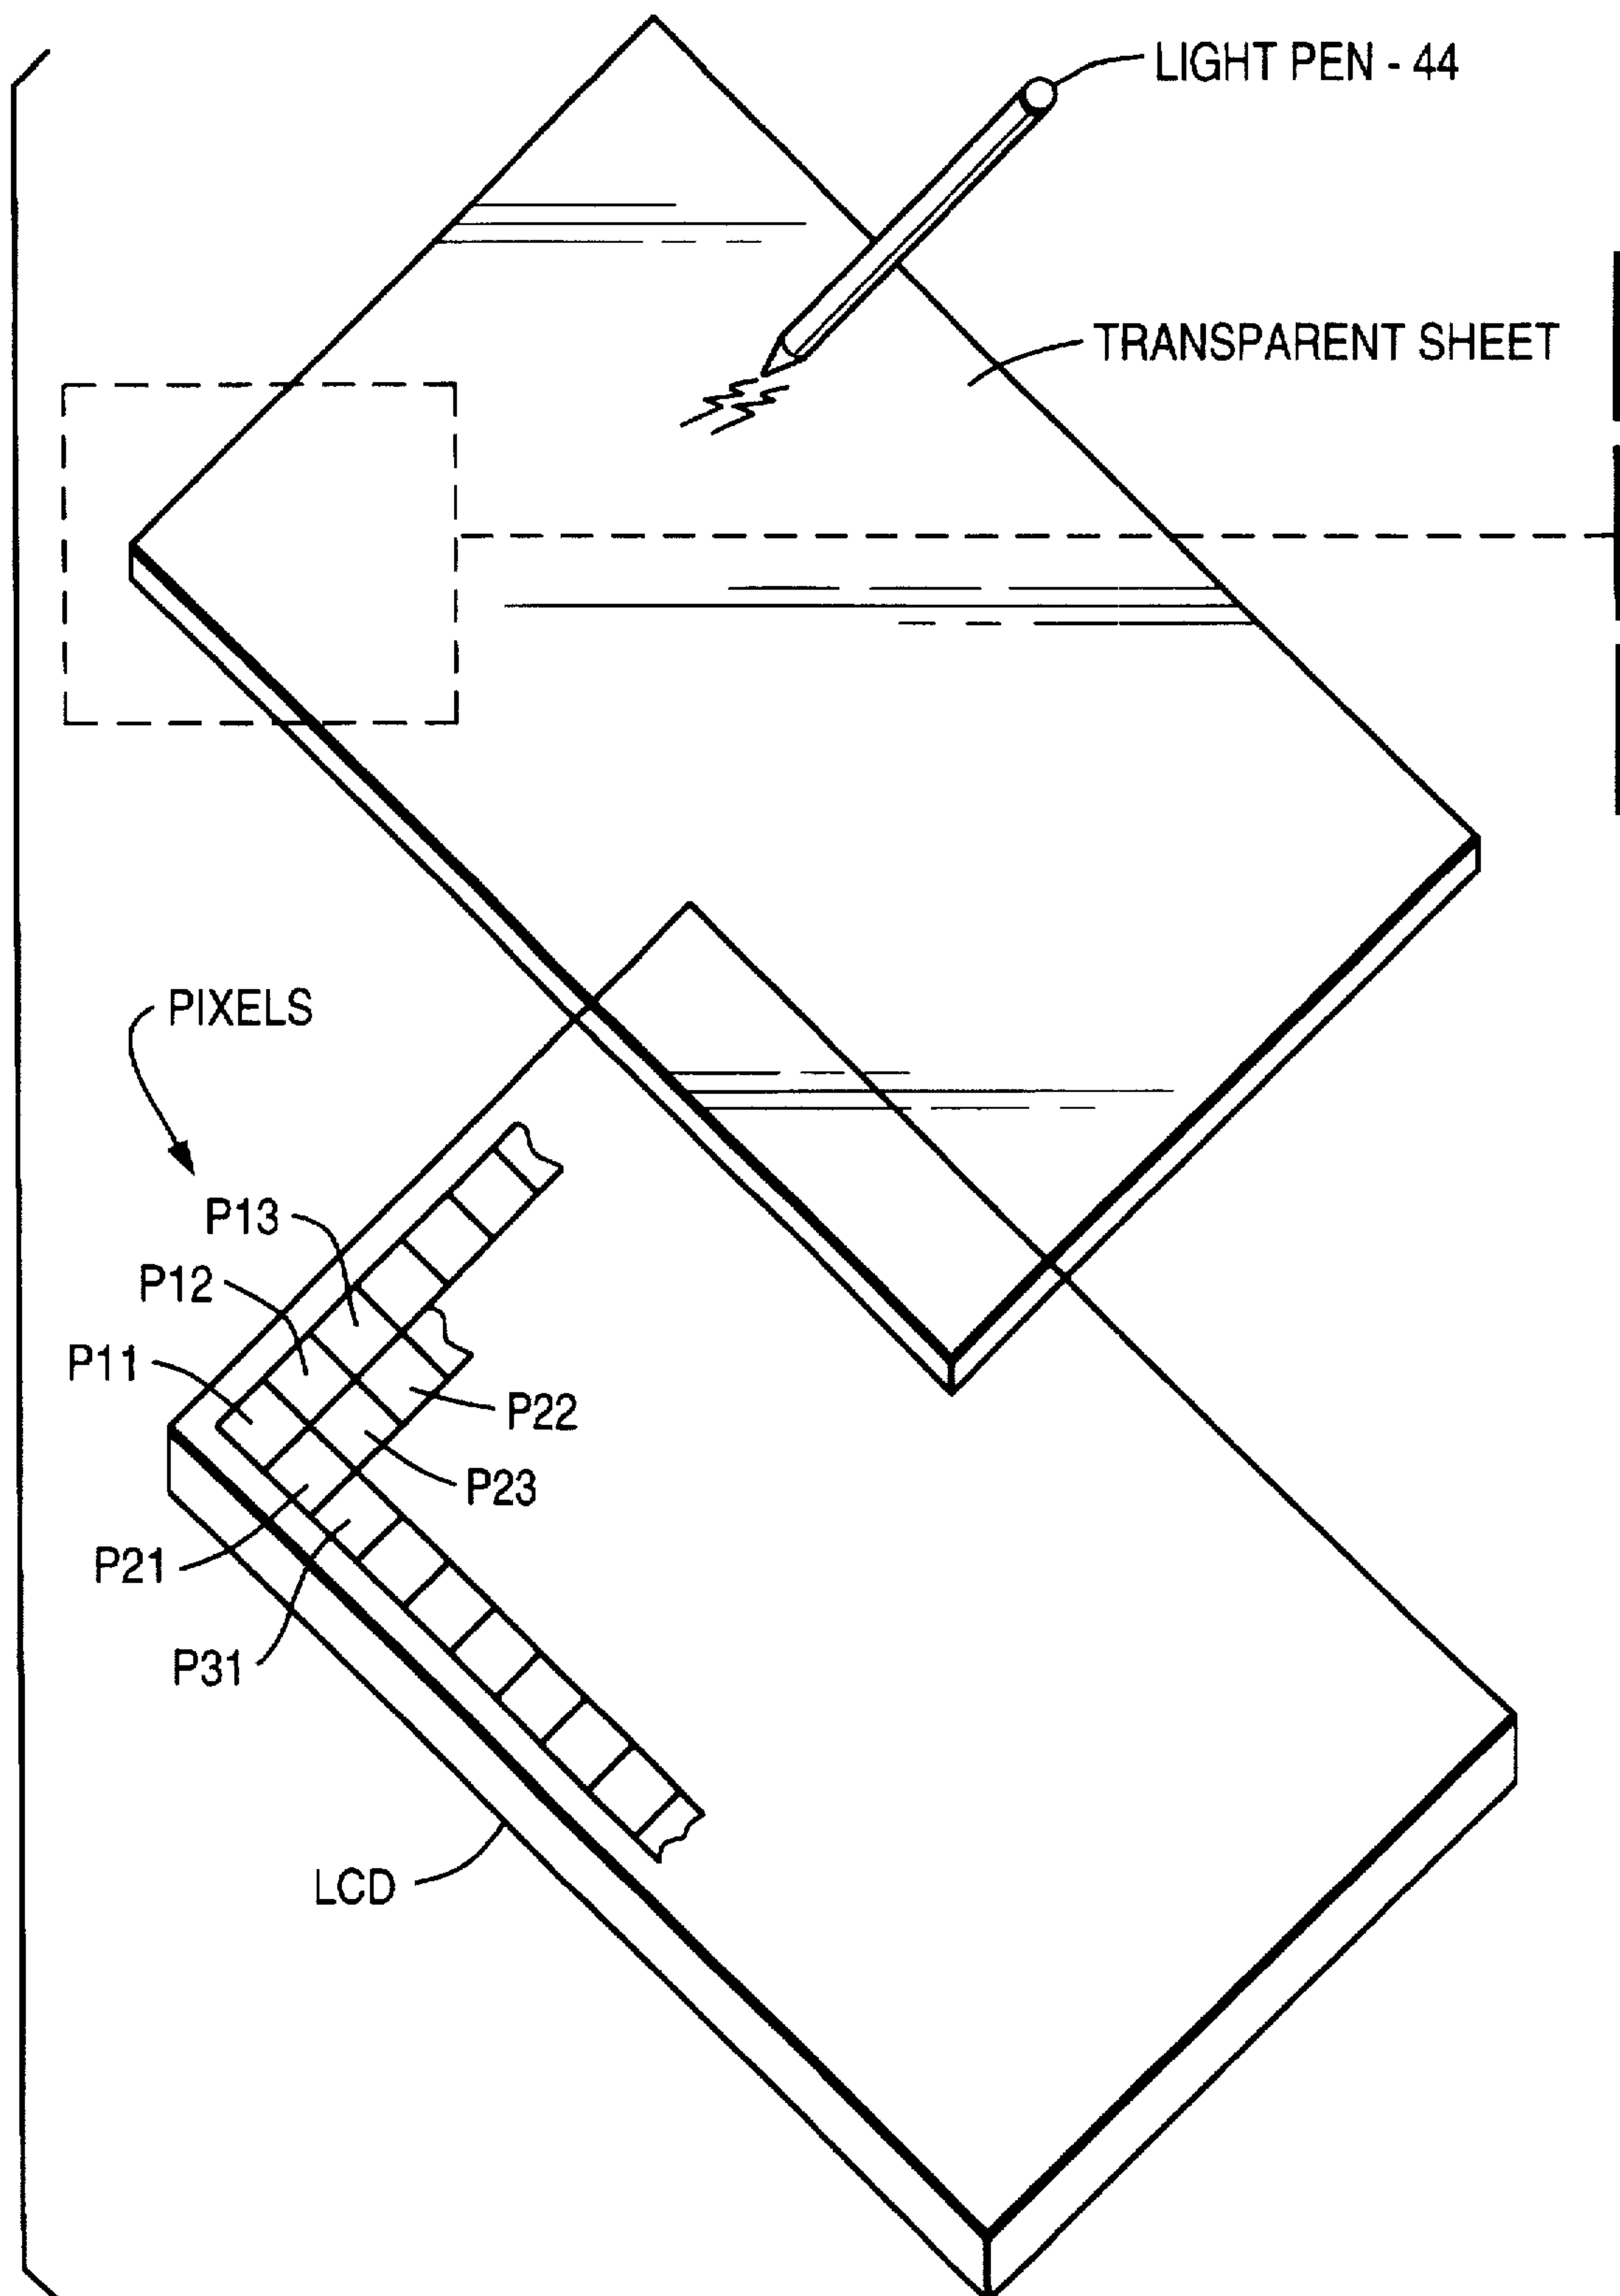 LIGHT PEN - 44
TRANSPARENT SHEET
PIXELS
P13
P12
P11
P22
P23
P21
P31
LCD